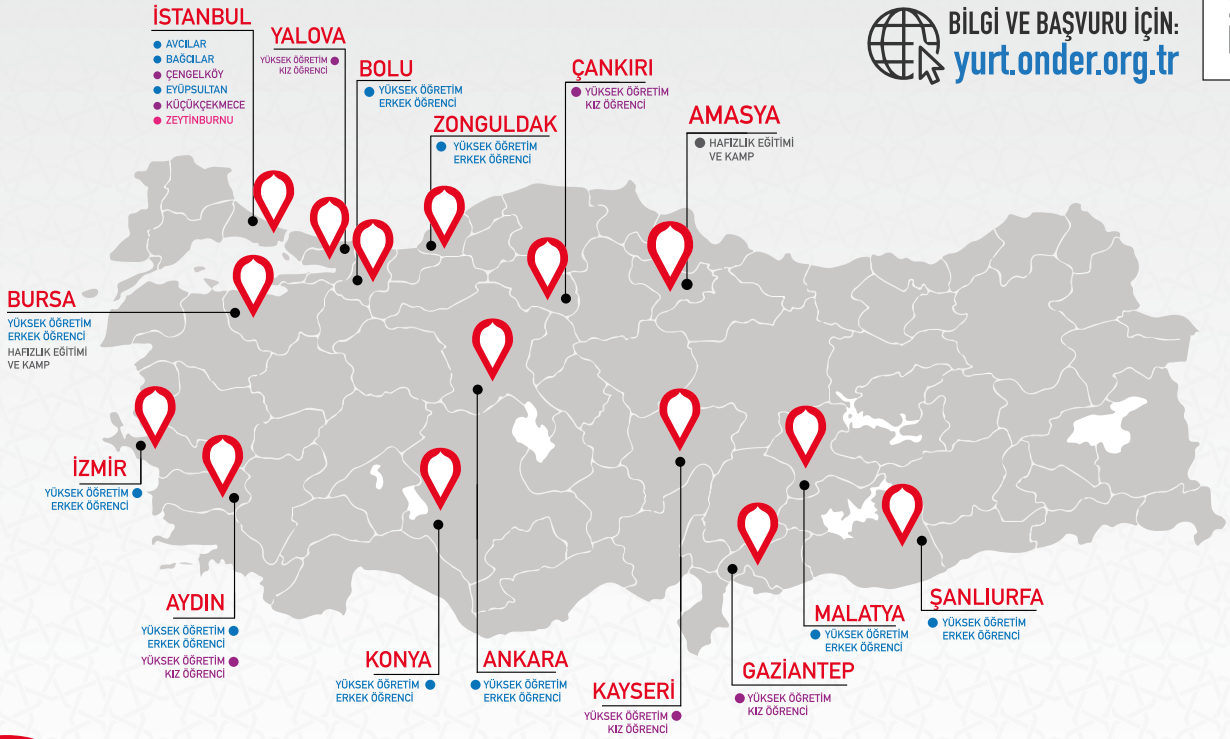 İSTANBUL
AVCILAR
BAĞCILAR
ÇENGELKÖY
EYÜPSULTAN
KÜÇÜKÇEKMECE
ZEYTİNBURNU
YALOVA
YÜKSEK ÖĞRETİM
KIZ ÖĞRENCİ
BOLU
YÜKSEK ÖĞRETİM
ERKEK ÖĞRENCİ
ZONGULDAK
YÜKSEK ÖĞRETİM
ERKEK ÖĞRENCİ
ÇANKIRI
YÜKSEK ÖĞRETİM
KIZ ÖĞRENCİ
AMASYA
HAFIZLIK EĞİTİMİ
VE KAMP
BİLGİ VE BAŞVURU İÇİN:
yurt.onder.org.tr
BURSA
YÜKSEK ÖĞRETİM
ERKEK ÖĞRENCİ
HAFIZLIK EĞİTİMİ
VE KAMP
İZMİR
YÜKSEK ÖĞRETİM
ERKEK ÖĞRENCİ
AYDIN
YÜKSEK ÖĞRETİM
ERKEK ÖĞRENCİ
YÜKSEK ÖĞRETİM
KIZ ÖĞRENCİ
KONYA
YÜKSEK ÖĞRETİM
ERKEK ÖĞRENCİ
ANKARA
YÜKSEK ÖĞRETİM
ERKEK ÖĞRENCİ
KAYSERİ
YÜKSEK ÖĞRETİM
KIZ ÖĞRENCİ
GAZİANTEP
YÜKSEK ÖĞRETİM
KIZ ÖĞRENCİ
MALATYA
YÜKSEK ÖĞRETİM
ERKEK ÖĞRENCİ
ŞANLIURFA
YÜKSEK ÖĞRETİM
ERKEK ÖĞRENCİ